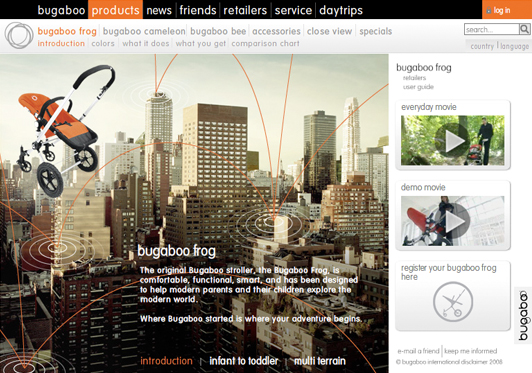 bugaboo products news friends retailers service daytrips
log in
bugaboo frog bugaboo cameleon bugaboo bee accessories close view specials
search...
introduction colors what it does what you get comparison chart
country language
bugaboo frog
retailers
user guide
everyday movie
demo movie
register your bugaboo frog
here
bugaboo
bugaboo frog
The original Bugaboo stroller, the Bugaboo Frog, is
comfortable, functional, smart, and has been designed
to help modern parents and their children explore the
modern world.
Where Bugaboo started is where your adventure begins.
introduction infant to toddler multi terrain
e-mail a friend keep me informed
© bugaboo international disclaimer 2006